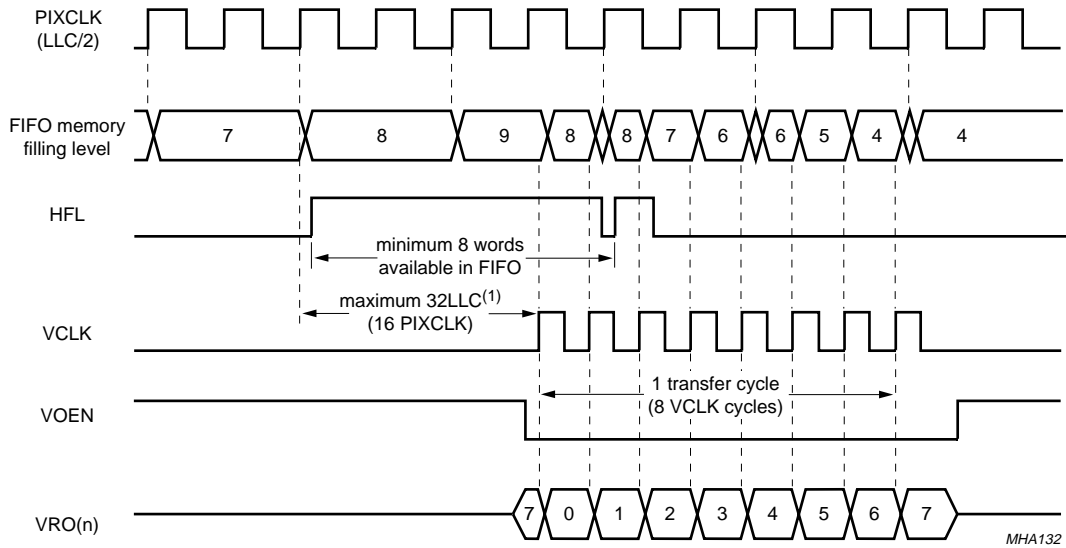 PIXCLK
(LLC/2)
FIFO memory
filling level
7 8 9 8 8 7 6 6 5 4 4
HFL
minimum 8 words
available in FIFO
maximum 32LLC(1)
(16 PIXCLK)
VCLK
1 transfer cycle
(8 VCLK cycles)
VOEN
VRO(n)
7 0 1 2 3 4 5 6 7
MHA132